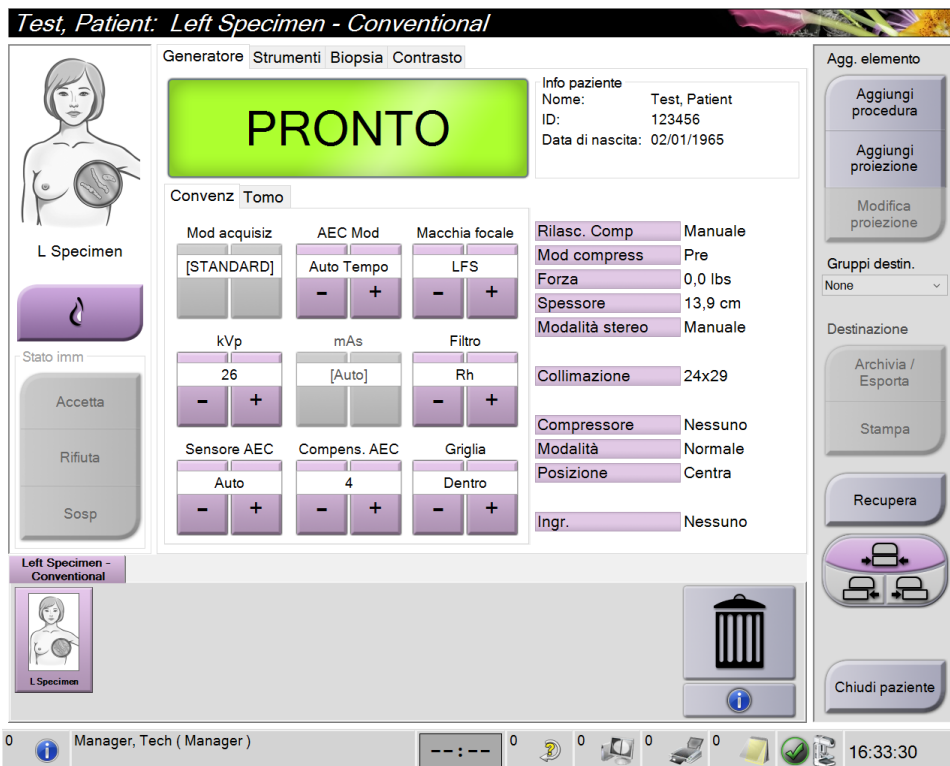 Test, Patient:  Left Specimen - Conventional
Generatore Strumenti Biopsia Contrasto
PRONTO
Info paziente
Nome: Test, Patient
ID: 123456
Data di nascita: 02/01/1965
L Specimen
Stato imm
Accetta
Rifiuta
Sosp
Convenz Tomo
Mod acquisiz AEC Mod Macchia focale
[STANDARD] Auto Tempo LFS
- + - +
kVp mAs Filtro
26 [Auto] Rh
- + - +
Sensore AEC Compens. AEC Griglia
Auto 4 Dentro
- + - + - +
Rilasc. Comp Manuale
Mod compress Pre
Forza 0,0 lbs
Spessore 13,9 cm
Modalità stereo Manuale
Collimazione 24x29
Compressore Nessuno
Modalità Normale
Posizione Centra
Ingr. Nessuno
Agg. elemento
Aggiungi
procedura
Aggiungi
proiezione
Modifica
proiezione
Gruppi destin.
None
Destinazione
Archivia /
Esporta
Stampa
Recupera
Chiudi paziente
Left Specimen -
Conventional
L Specimen
0 Manager, Tech ( Manager ) --:-- 0 0 0 0 16:33:30